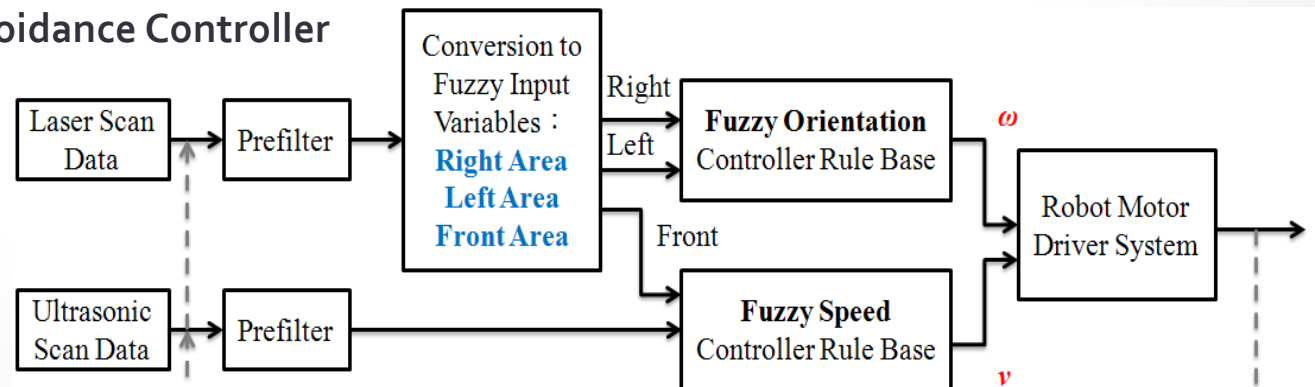 oidance Controller
Laser Scan
Data
Prefilter
Conversion to
Fuzzy Input
Variables：
Right Area
Left Area
Front Area
Right
Left
Front
Fuzzy Orientation
Controller Rule Base
ω
Robot Motor
Driver System
Ultrasonic
Scan Data
Prefilter
Fuzzy Speed
Controller Rule Base
v